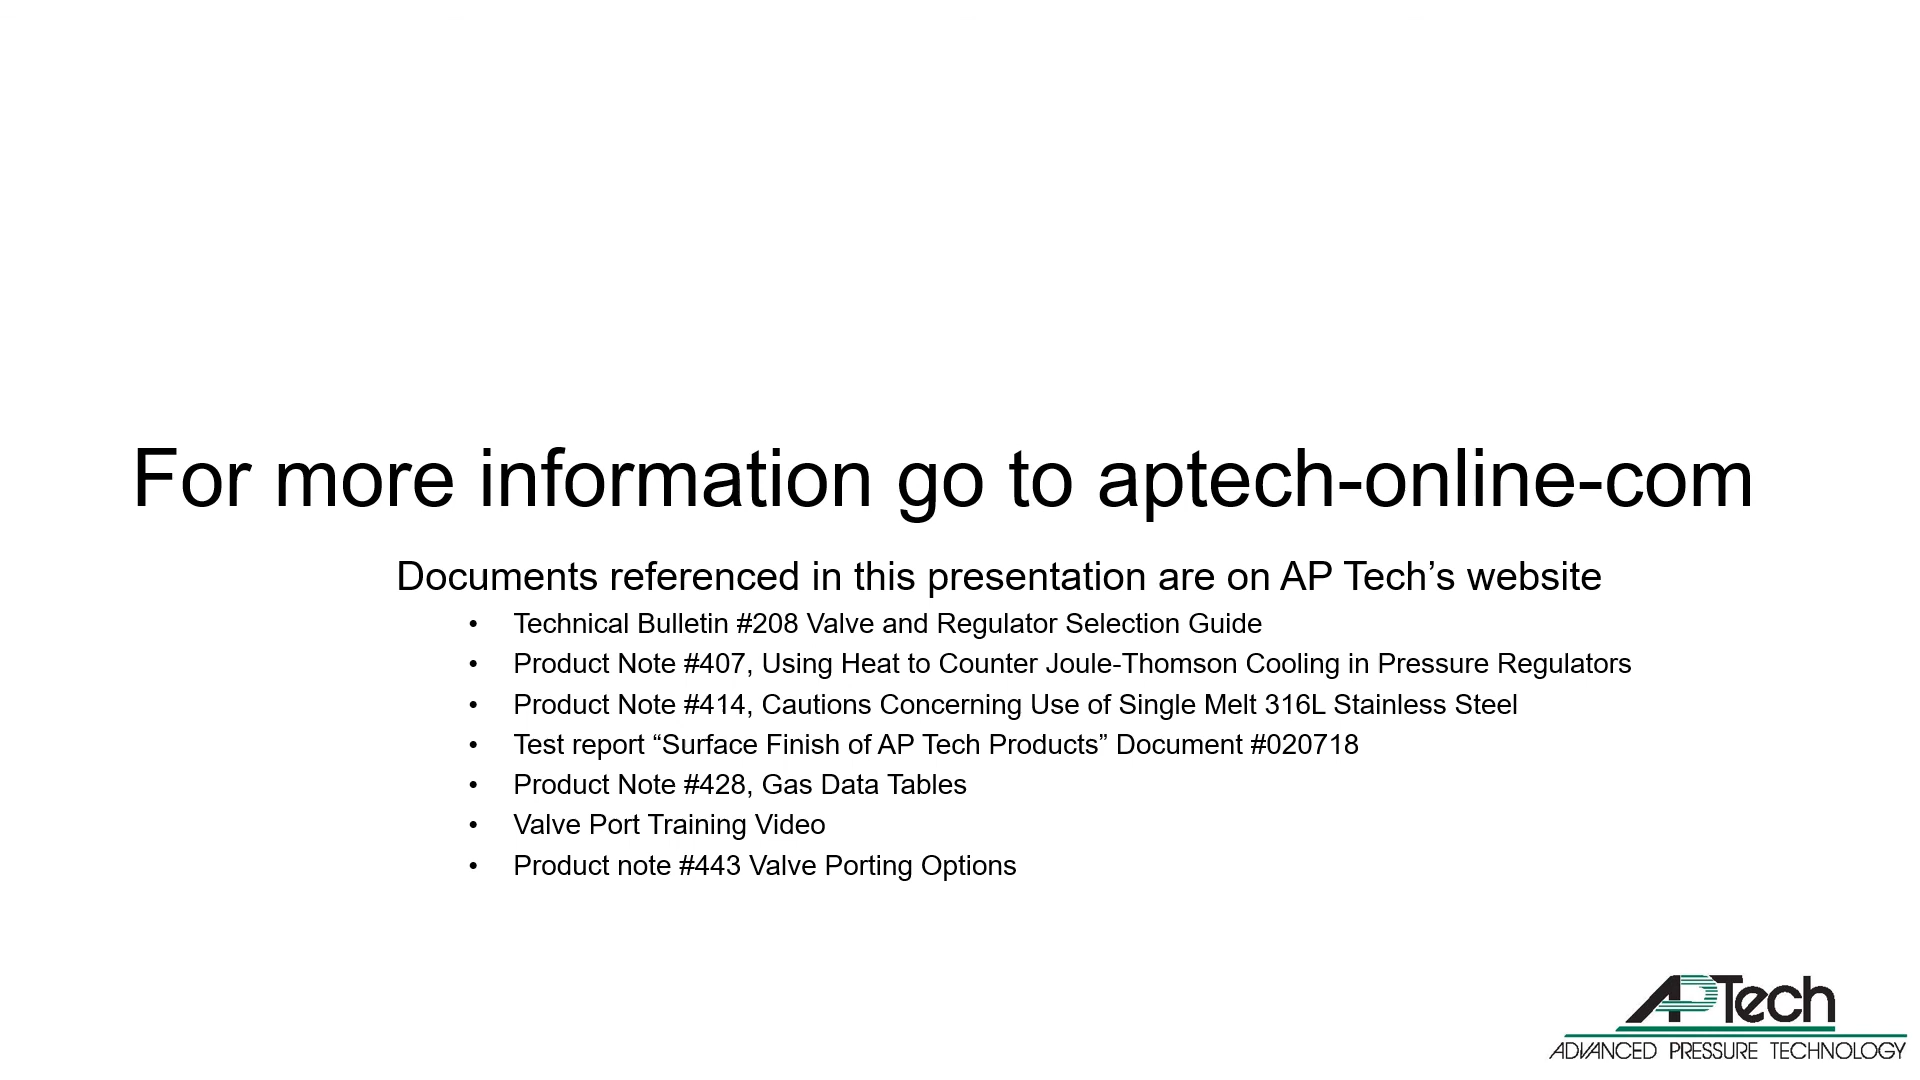 For more information go to aptech-online-com
Documents referenced in this presentation are on AP Tech’s website
• Technical Bulletin #208 Valve and Regulator Selection Guide
• Product Note #407, Using Heat to Counter Joule-Thomson Cooling in Pressure Regulators
• Product Note #414, Cautions Concerning Use of Single Melt 316L Stainless Steel
• Test report “Surface Finish of AP Tech Products” Document #020718
• Product Note #428, Gas Data Tables
• Valve Port Training Video
• Product note #443 Valve Porting Options
APTech
ADVANCED PRESSURE TECHNOLOGY